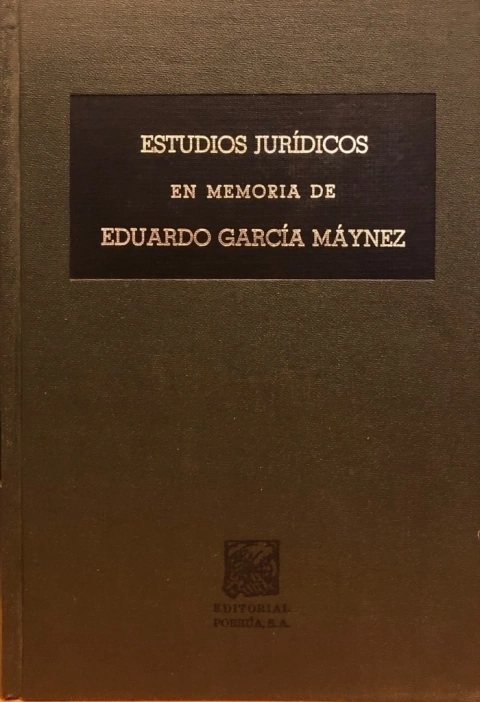 ESTUDIOS JURÍDICOS
EN MEMORIA DE
EDUARDO GARCÍA MÁYNEZ
EDITORIAL
PORRÚA, S.A.